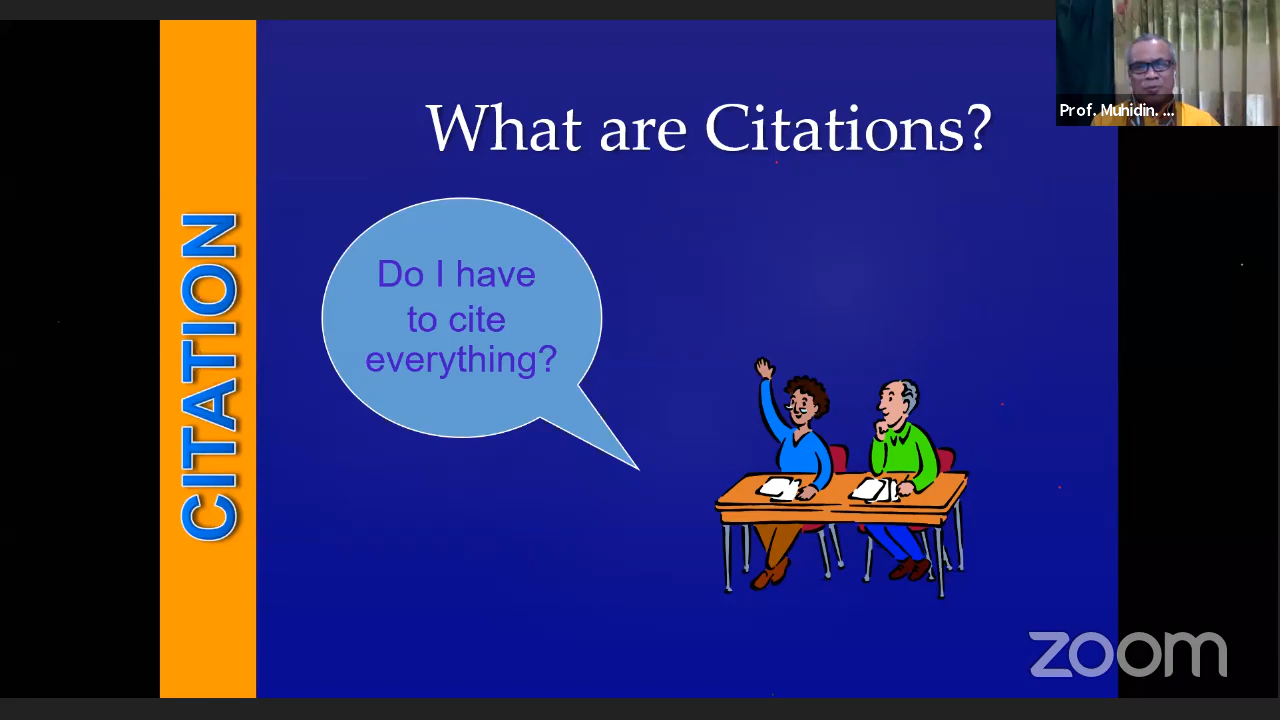 What are Citations?
Prof. Muhidin. ...
CITATION
Do I have
to cite
everything?
zoom